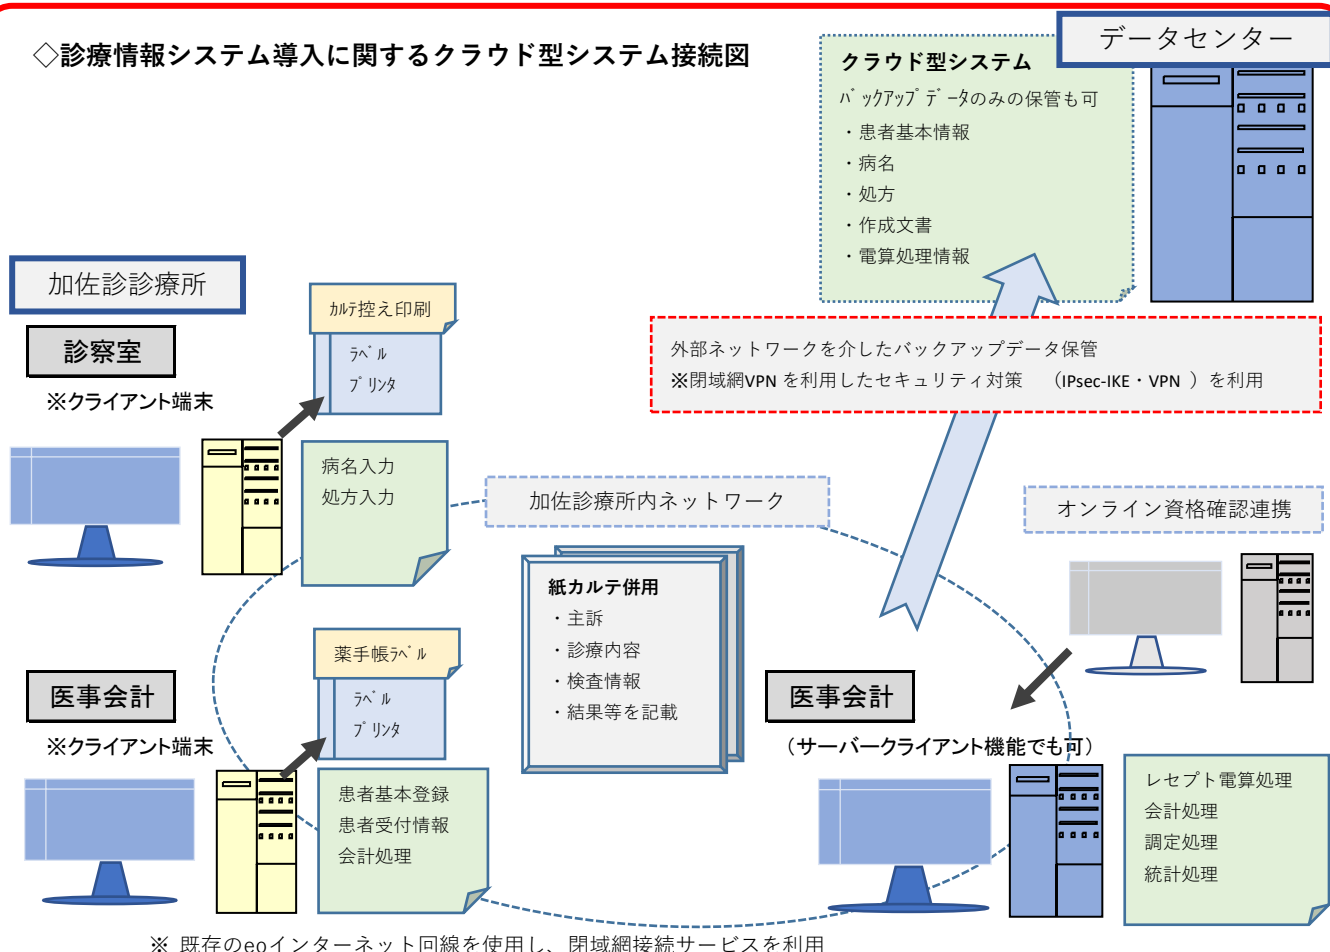 ◇診療情報システム導入に関するクラウド型システム接続図
データセンター
クラウド型システム
ﾊﾞｯｸｱｯﾌﾟﾃﾞｰﾀのみの保管も可
・患者基本情報
・病名
・処方
・作成文書
・電算処理情報
加佐診診療所
診察室
※クライアント端末
ｶﾙﾃ控え印刷
ﾗﾍﾞﾙ
ﾌﾟﾘﾝﾀ
外部ネットワークを介したバックアップデータ保管
※閉域網VPN を利用したセキュリティ対策　（IPsec-IKE・VPN ）を利用
病名入力
処方入力
加佐診療所内ネットワーク
オンライン資格確認連携
紙カルテ併用
・主訴
・診療内容
・検査情報
・結果等を記載
薬手帳ﾗﾍﾞﾙ
ﾗﾍﾞﾙ
ﾌﾟﾘﾝﾀ
医事会計
※クライアント端末
患者基本登録
患者受付情報
会計処理
医事会計
（サーバークライアント機能でも可）
レセプト電算処理
会計処理
調定処理
統計処理
※ 既存のeoインターネット回線を使用し、閉域網接続サービスを利用